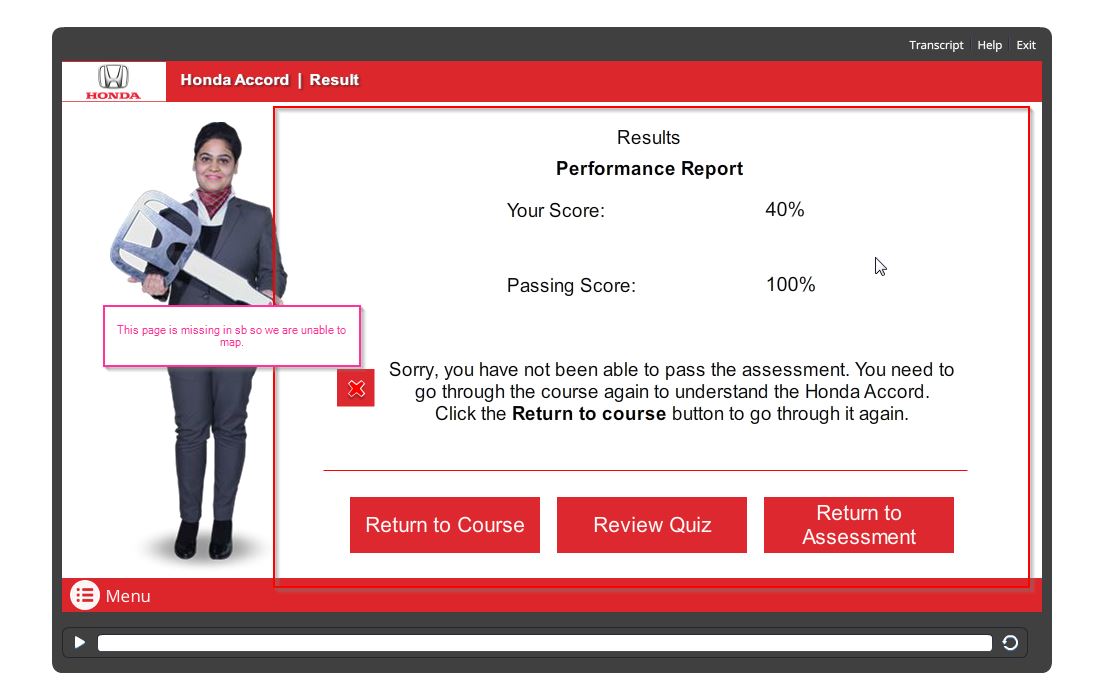 Transcript Help Exit
HONDA
Honda Accord | Result
Results
Performance Report
Your Score: 40%
Passing Score: 100%
This page is missing in sb so we are unable to
map.
Sorry, you have not been able to pass the assessment. You need to
go through the course again to understand the Honda Accord.
Click the Return to course button to go through it again.
Return to Course
Review Quiz
Return to
Assessment
Menu